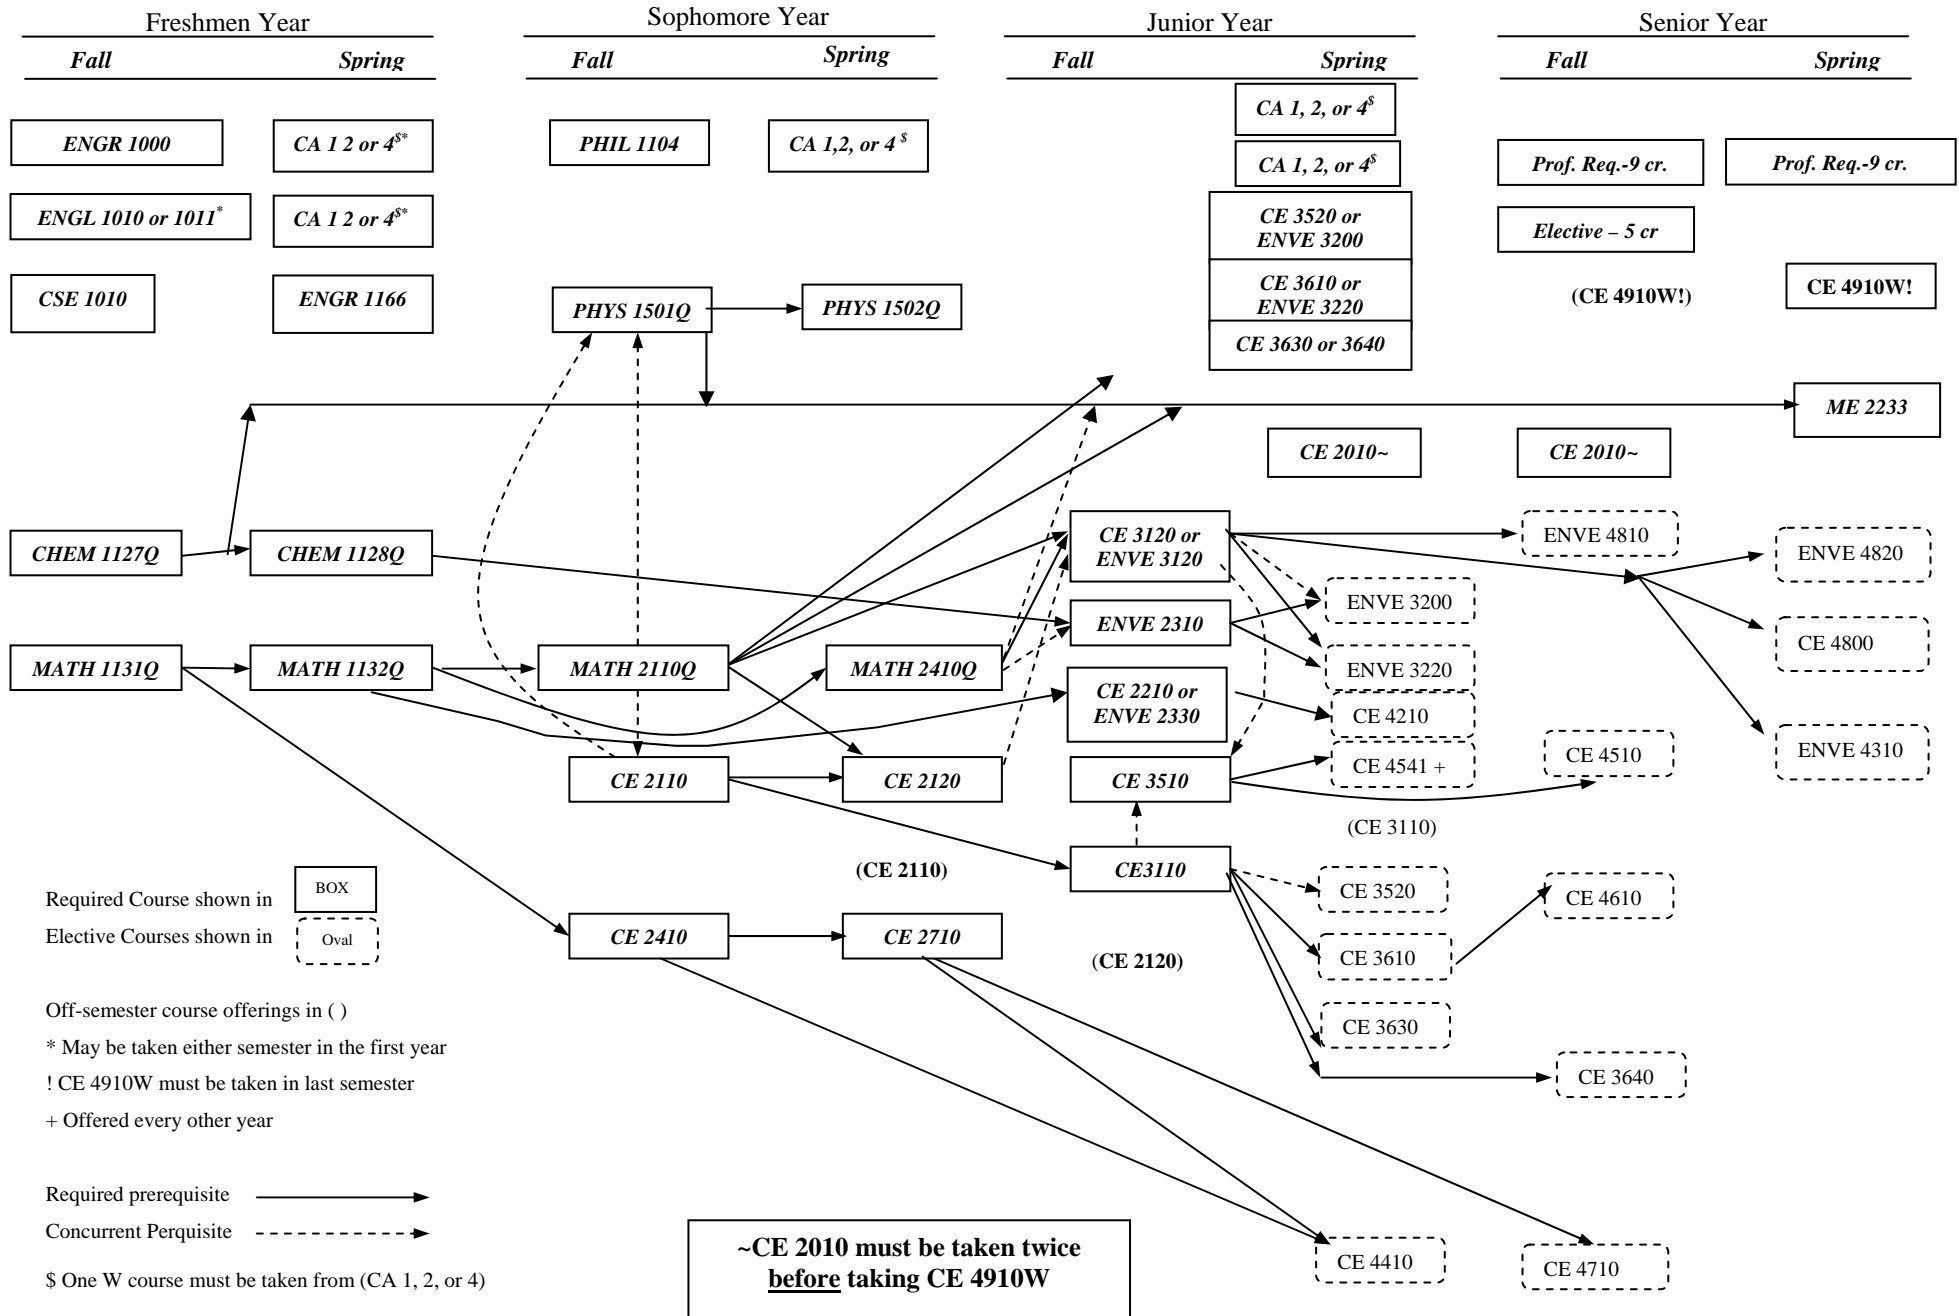 Freshmen Year
Sophomore Year
Junior Year
Senior Year
Fall
Spring
Fall
Spring
Fall
Spring
Fall
Spring
ENGR 1000
CA 1 2 or 4$*
PHIL 1104
CA 1,2, or 4 $
CA 1, 2, or 4$
CA 1, 2, or 4$
Prof. Req.-9 cr.
Prof. Req.-9 cr.
ENGL 1010 or 1011*
CA 1 2 or 4$*
CE 3520 or
ENVE 3200
Elective – 5 cr
CSE 1010
ENGR 1166
PHYS 1501Q
PHYS 1502Q
CE 3610 or
ENVE 3220
(CE 4910W!)
CE 4910W!
CE 3630 or 3640
ME 2233
CE 2010~
CE 2010~
CHEM 1127Q
CHEM 1128Q
CE 3120 or
ENVE 3120
ENVE 4810
ENVE 4820
ENVE 2310
ENVE 3200
CE 4800
MATH 1131Q
MATH 1132Q
MATH 2110Q
MATH 2410Q
ENVE 3220
CE 2210 or
ENVE 2330
CE 4210
CE 2110
CE 2120
CE 3510
CE 4541 +
CE 4510
ENVE 4310
(CE 3110)
(CE 2110)
CE3110
CE 3520
CE 4610
Required Course shown in
BOX
Elective Courses shown in
Oval
CE 2410
CE 2710
(CE 2120)
CE 3610
CE 3630
CE 3640
Off-semester course offerings in ( )
* May be taken either semester in the first year
! CE 4910W must be taken in last semester
+ Offered every other year
Required prerequisite
Concurrent Perquisite
$ One W course must be taken from (CA 1, 2, or 4)
~CE 2010 must be taken twice
before taking CE 4910W
CE 4410
CE 4710